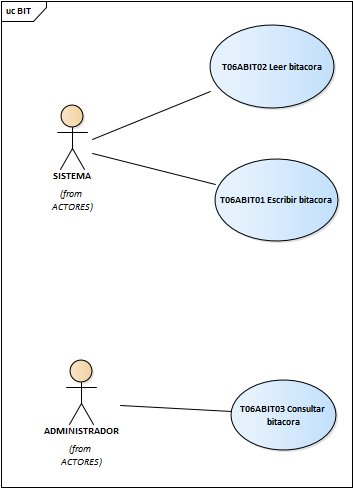 uc BIT
T06ABIT02 Leer bitacora
SISTEMA
(from
ACTORES)
T06ABIT01 Escribir bitacora
ADMINISTRADOR
(from
ACTORES)
T06ABIT03 Consultar
bitacora